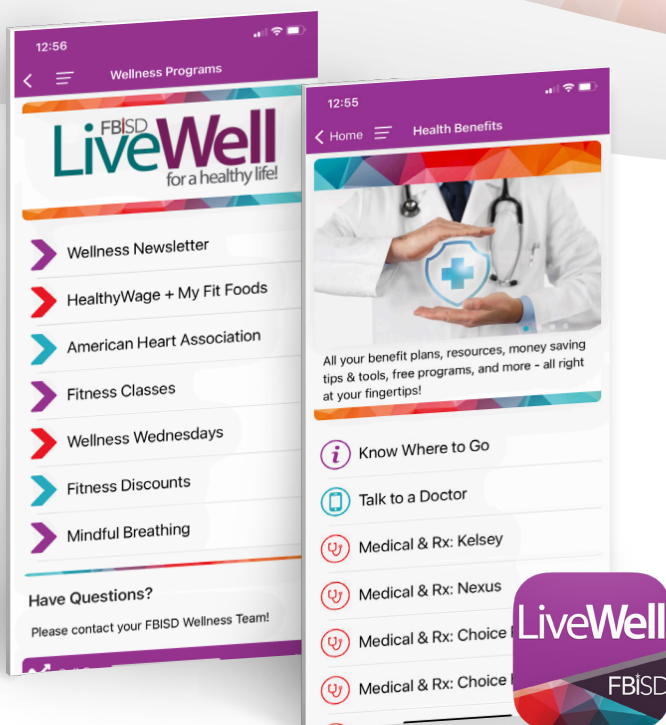 12:56
Wellness Programs
FBISD
LiveWell
for a healthy life!
Wellness Newsletter
HealthyWage + My Fit Foods
American Heart Association
Fitness Classes
Wellness Wednesdays
Fitness Discounts
Mindful Breathing
Have Questions?
Please contact your FBISD Wellness Team!
12:55
Home
Health Benefits
All your benefit plans, resources, money saving
tips & tools, free programs, and more - all right
at your fingertips!
Know Where to Go
Talk to a Doctor
Medical & Rx: Kelsey
Medical & Rx: Nexus
Medical & Rx: Choice
Medical & Rx: Choice
LiveWell
FBISD